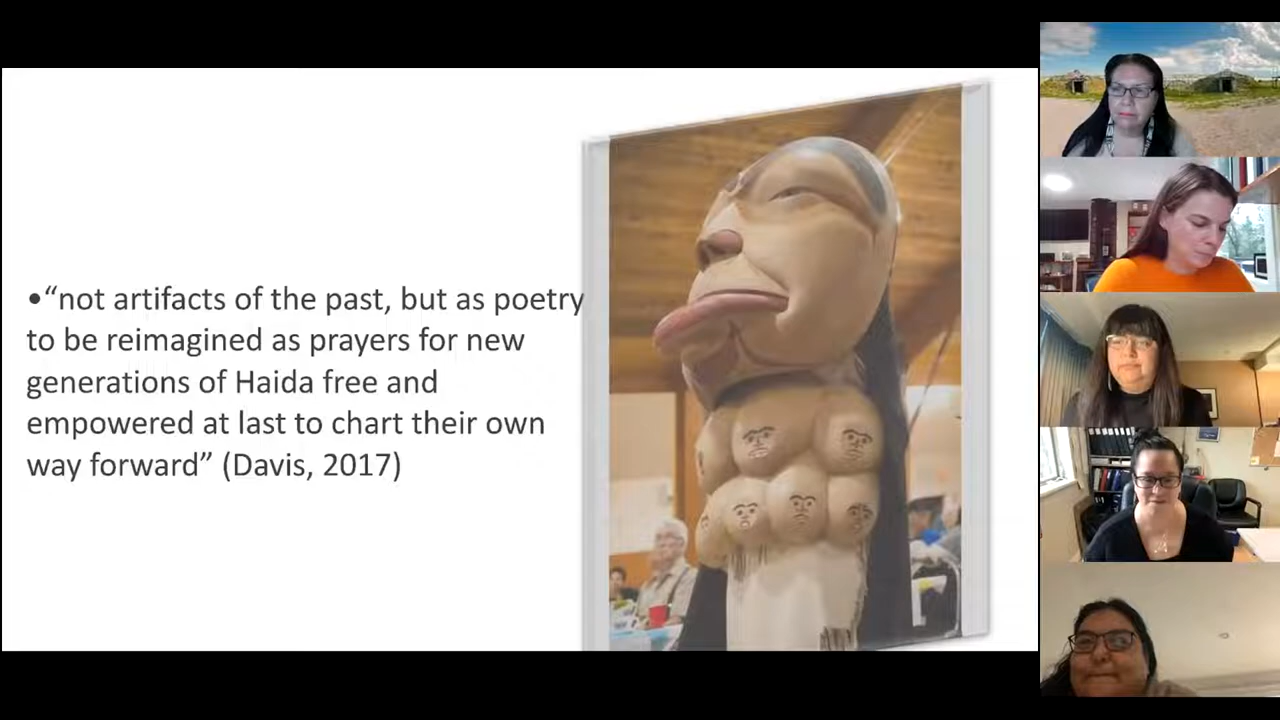 •“not artifacts of the past, but as poetry
to be reimagined as prayers for new
generations of Haida free and
empowered at last to chart their own
way forward” (Davis, 2017)